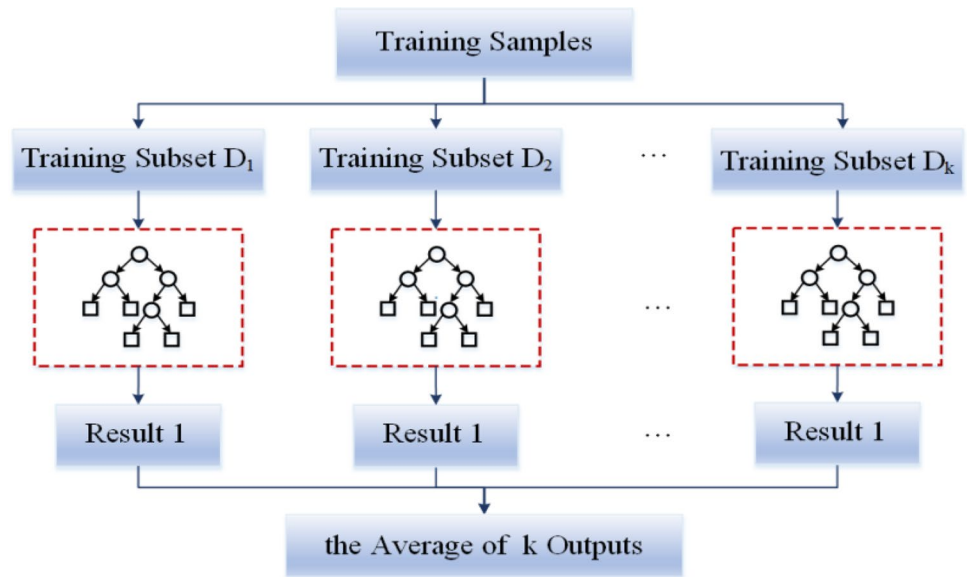 Training Samples
Training Subset D₁
Training Subset D₂
...
Training Subset Dₖ
...
Result 1
Result 1
...
Result 1
the Average of k Outputs